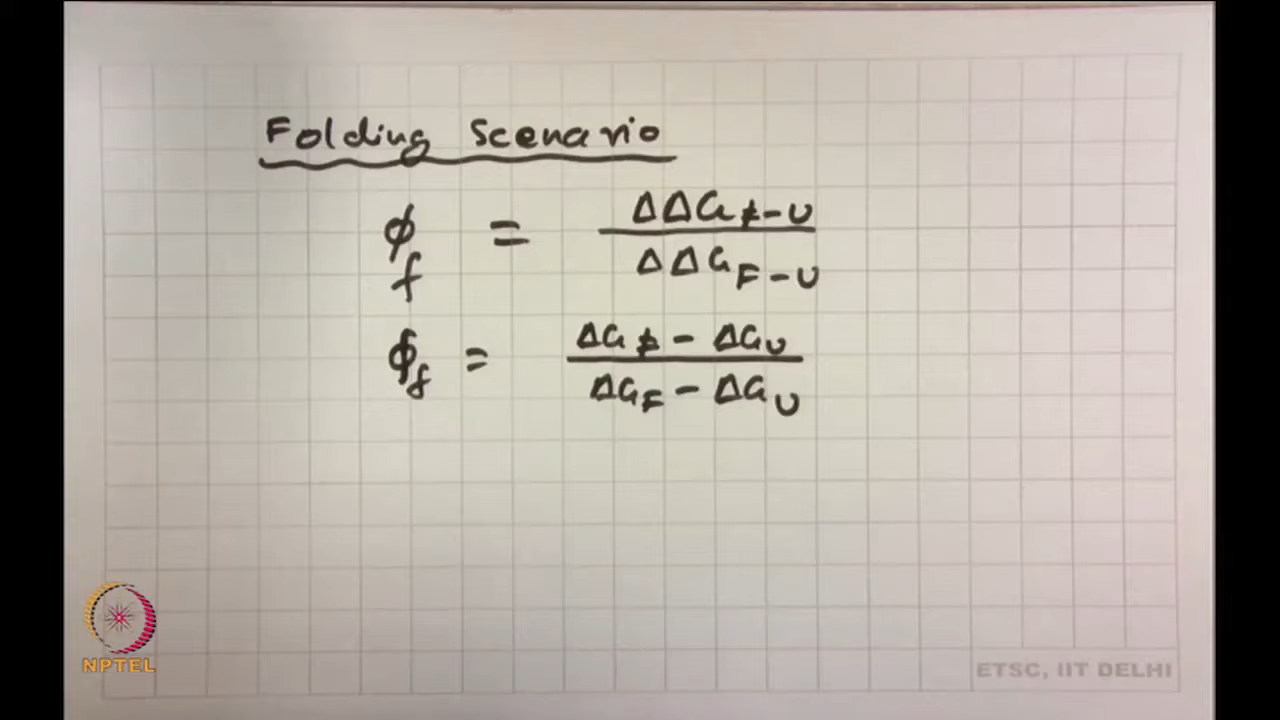 Folding Scenario
ϕf = ΔΔG‡-U / ΔΔGF-U
ϕf = ΔG‡ - ΔGU / ΔGF - ΔGU
NPTEL
ETSC, IIT DELHI